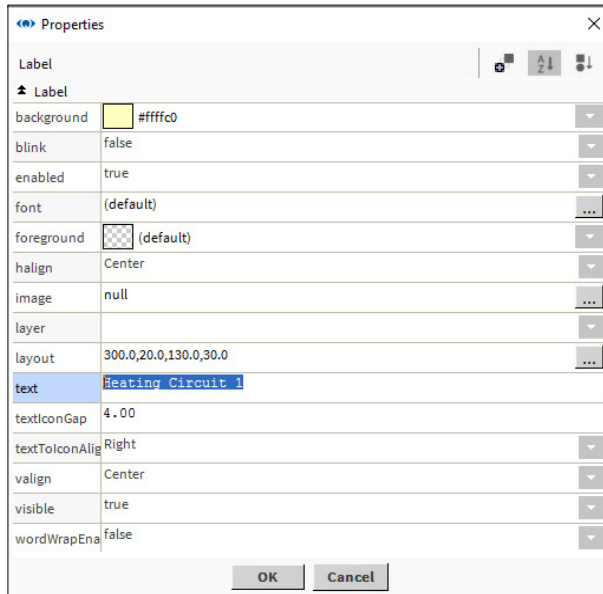 Properties
Label
Label
background #ffffc0
blink false
enabled true
font (default) ...
foreground (default)
halign Center
image null ...
layer
layout 300.0,20.0,130.0,30.0 ...
text Heating Circuit 1
textIconGap 4.00
textToIconAlig Right
valign Center
visible true
wordWrapEna false
OK Cancel